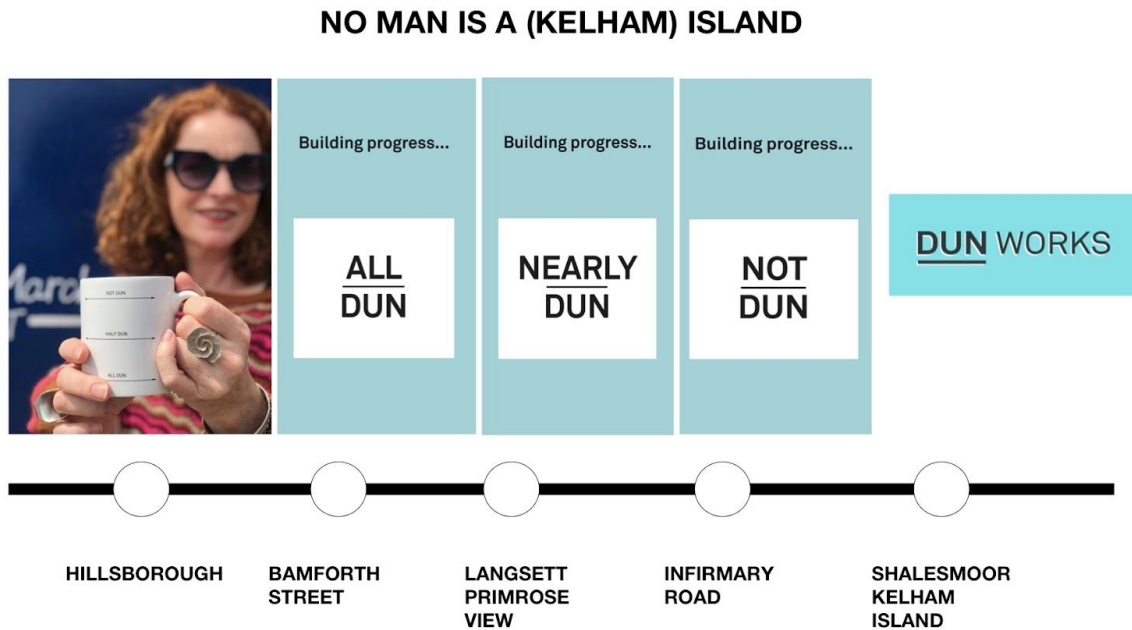 NO MAN IS A (KELHAM) ISLAND
NOT DUN
HALF DUN
ALL DUN
Building progress...
ALL
DUN
Building progress...
NEARLY
DUN
Building progress...
NOT
DUN
DUN WORKS
HILLSBOROUGH
BAMFORTH
STREET
LANGSETT
PRIMROSE
VIEW
INFIRMARY
ROAD
SHALESMOOR
KELHAM
ISLAND